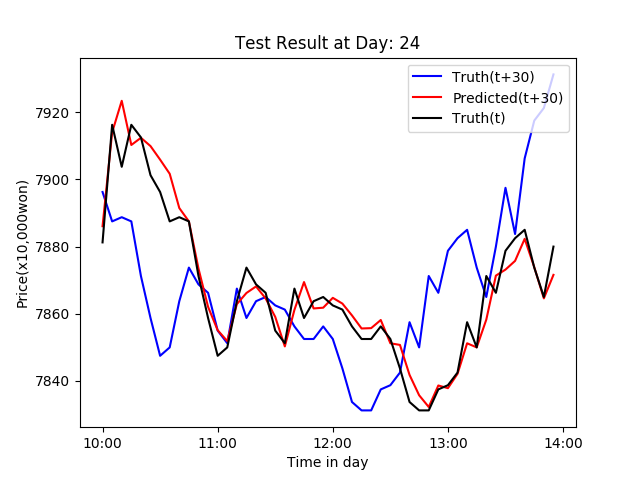 Test Result at Day: 24
Truth(t+30)
Predicted(t+30)
Truth(t)
Price(x10,000won)
7920
7900
7880
7860
7840
10:00 11:00 12:00 13:00 14:00
Time in day